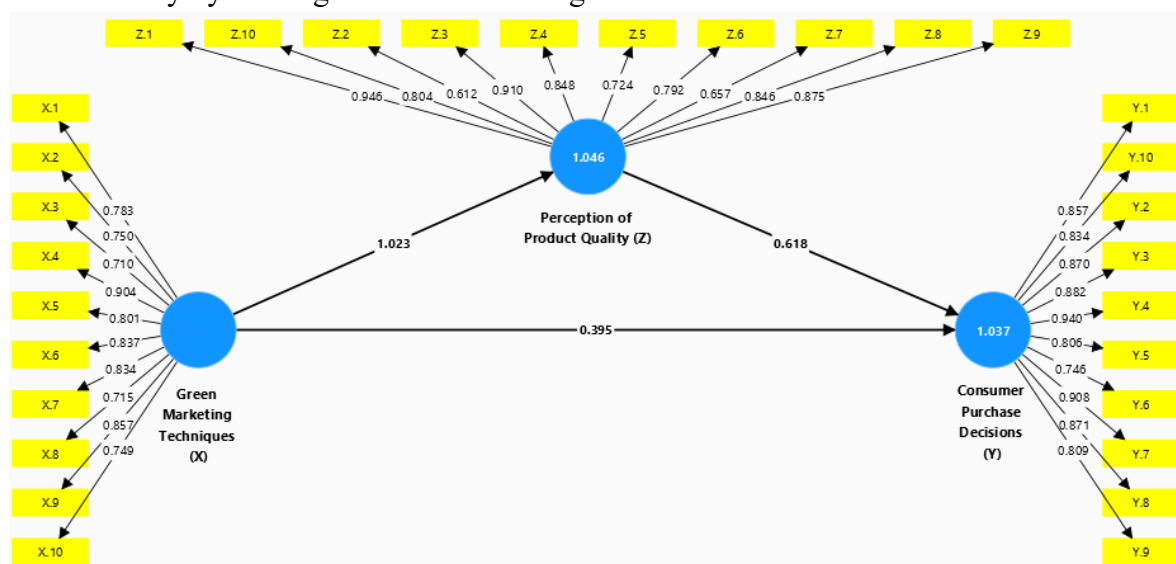 Z.1 Z.10 Z.2 Z.3 Z.4 Z.5 Z.6 Z.7 Z.8 Z.9
0.946 0.804 0.612 0.910 0.848 0.724 0.792 0.657 0.846 0.875
X.1
X.2
X.3
X.4
X.5
X.6
X.7
X.8
X.9
X.10
0.783
0.750
0.710
0.904
0.801
0.837
0.834
0.715
0.857
0.749
Green
Marketing
Techniques
(X)
1.023
1.046
Perception of
Product Quality (Z)
0.618
0.395
1.037
Consumer
Purchase
Decisions
(Y)
0.857
0.834
0.870
0.882
0.940
0.806
0.746
0.908
0.871
0.809
Y.1
Y.10
Y.2
Y.3
Y.4
Y.5
Y.6
Y.7
Y.8
Y.9